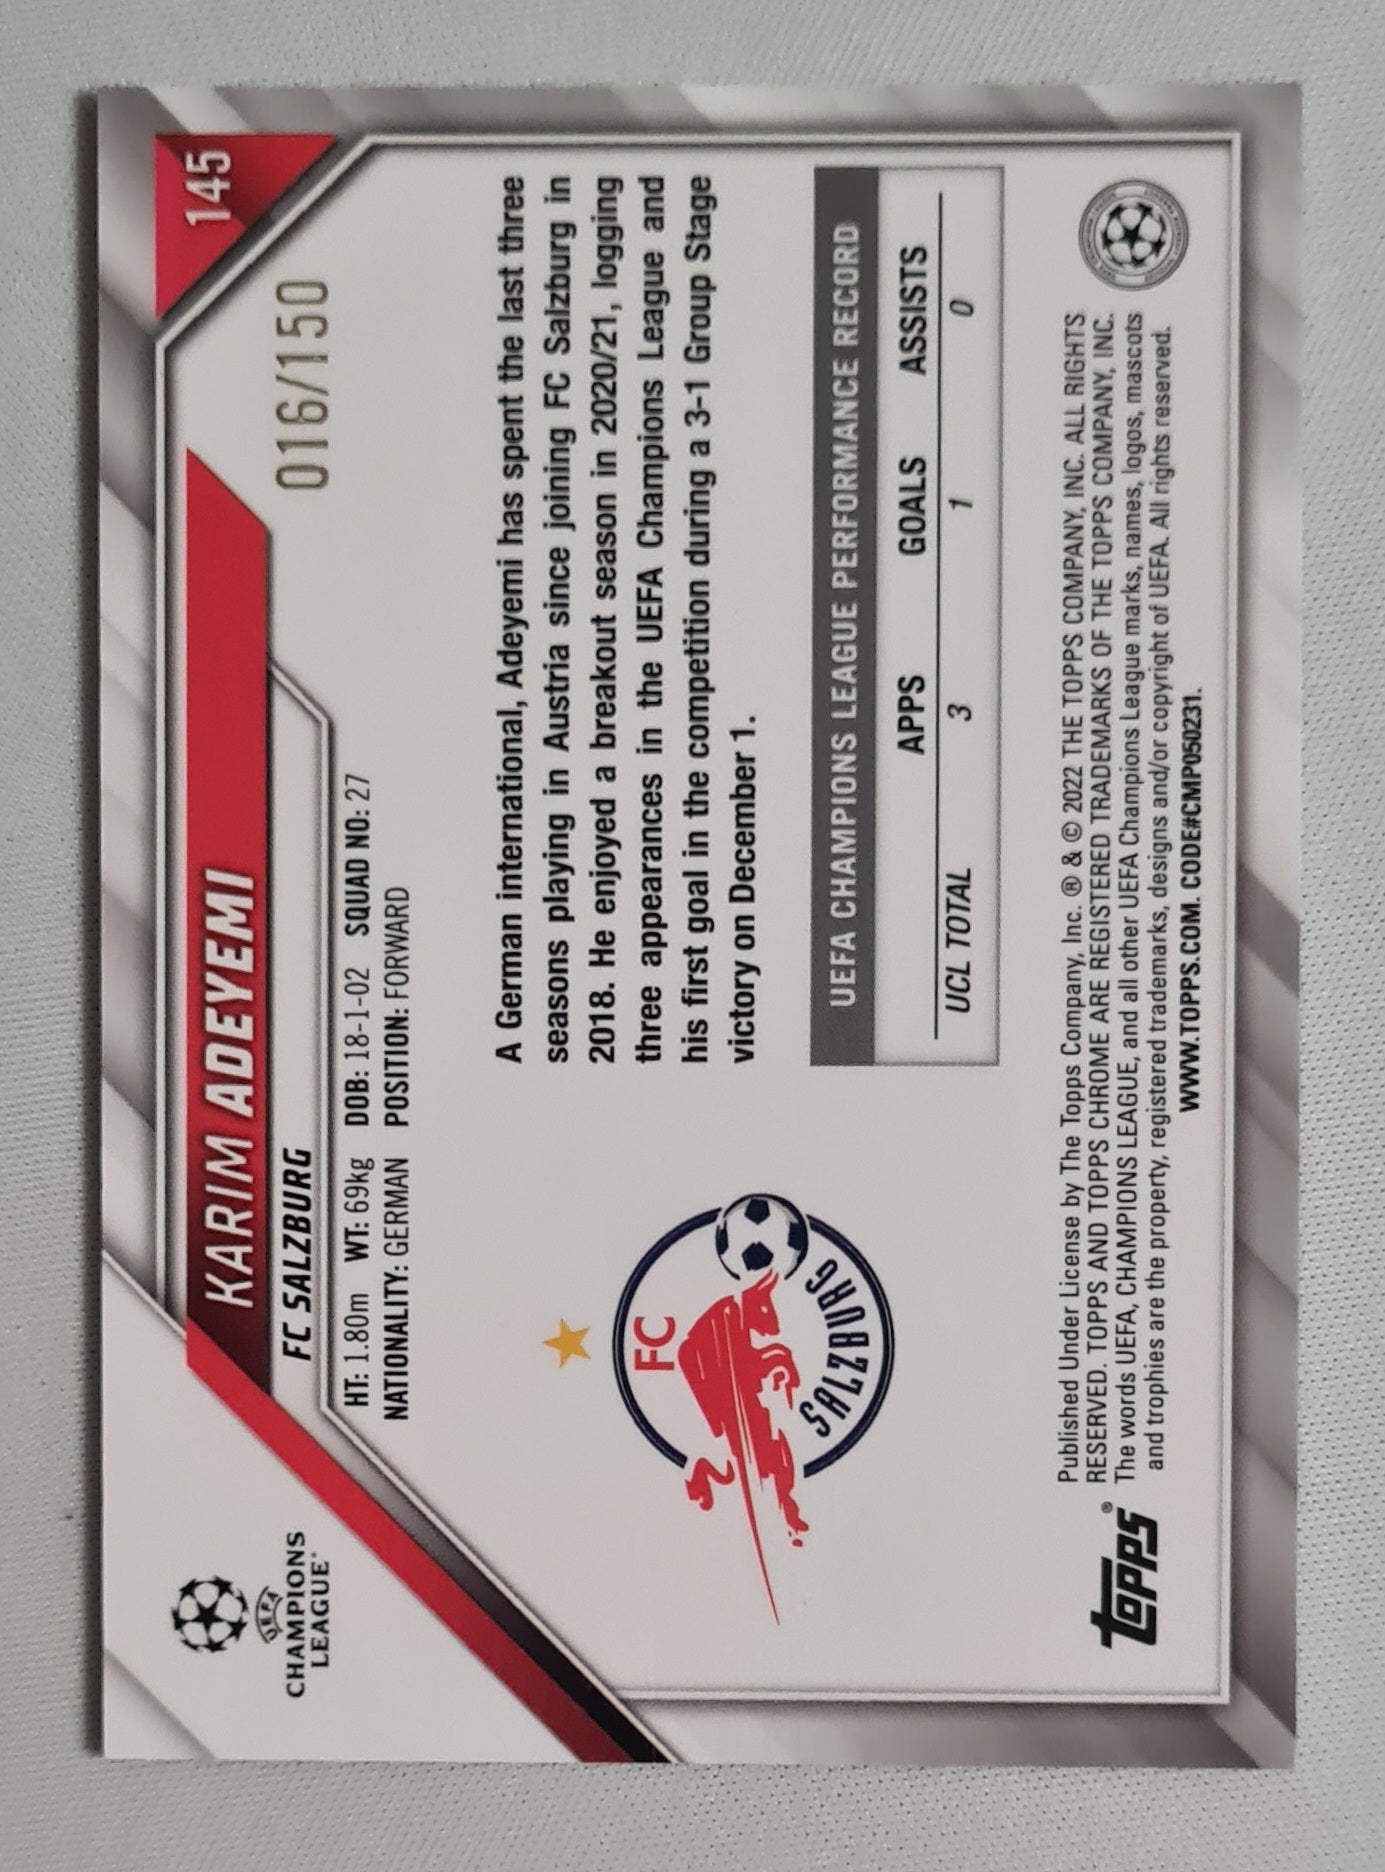 UEFA
CHAMPIONS
LEAGUE
KARIM ADEYEMI
145
FC SALZBURG
016/150
HT: 1.80m WT: 69kg DOB: 18-1-02 SQUAD NO: 27
NATIONALITY: GERMAN POSITION: FORWARD
A German international, Adeyemi has spent the last three
seasons playing in Austria since joining FC Salzburg in
2018. He enjoyed a breakout season in 2020/21, logging
three appearances in the UEFA Champions League and
his first goal in the competition during a 3-1 Group Stage
victory on December 1.
FC
SALZBURG
UEFA CHAMPIONS LEAGUE PERFORMANCE RECORD
APPS GOALS ASSISTS
UCL TOTAL 3 1 0
topps®
Published Under License by The Topps Company, Inc. ® & © 2022 THE TOPPS COMPANY, INC. ALL RIGHTS
RESERVED. TOPPS AND TOPPS CHROME ARE REGISTERED TRADEMARKS OF THE TOPPS COMPANY, INC.
The words UEFA, CHAMPIONS LEAGUE, and all other UEFA Champions League marks, names, logos, mascots
and trophies are the property, registered trademarks, designs and/or copyright of UEFA. All rights reserved.
WWW.TOPPS.COM. CODE#CMP050231.